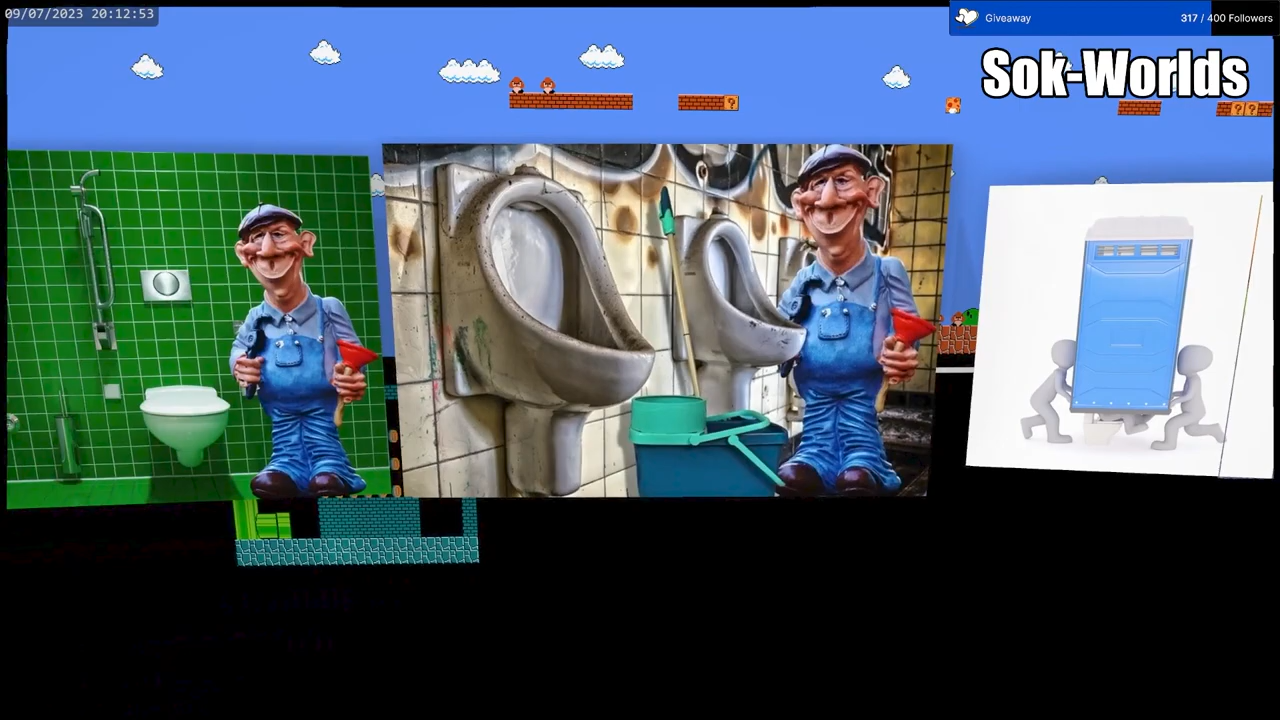 09/07/2023 20:12:53
Giveaway
317 / 400 Followers
Sok-Worlds
? 
? ?